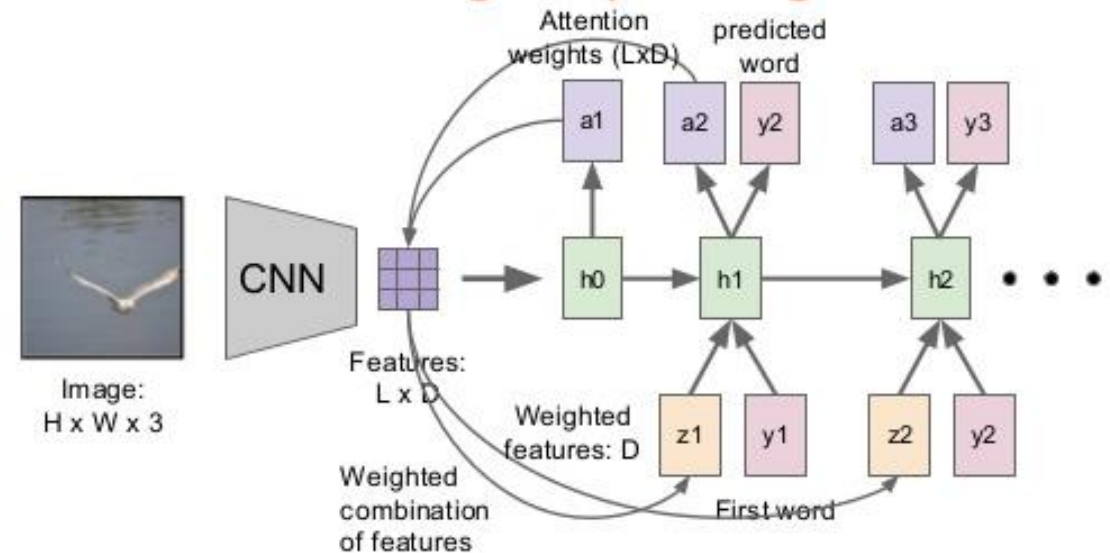 Attention
weights (LxD)
predicted
word
a1
a2
y2
a3
y3
CNN
h0
h1
h2
Image:
H x W x 3
Features:
L x D
Weighted
features: D
z1
y1
z2
y2
Weighted
combination
of features
First word